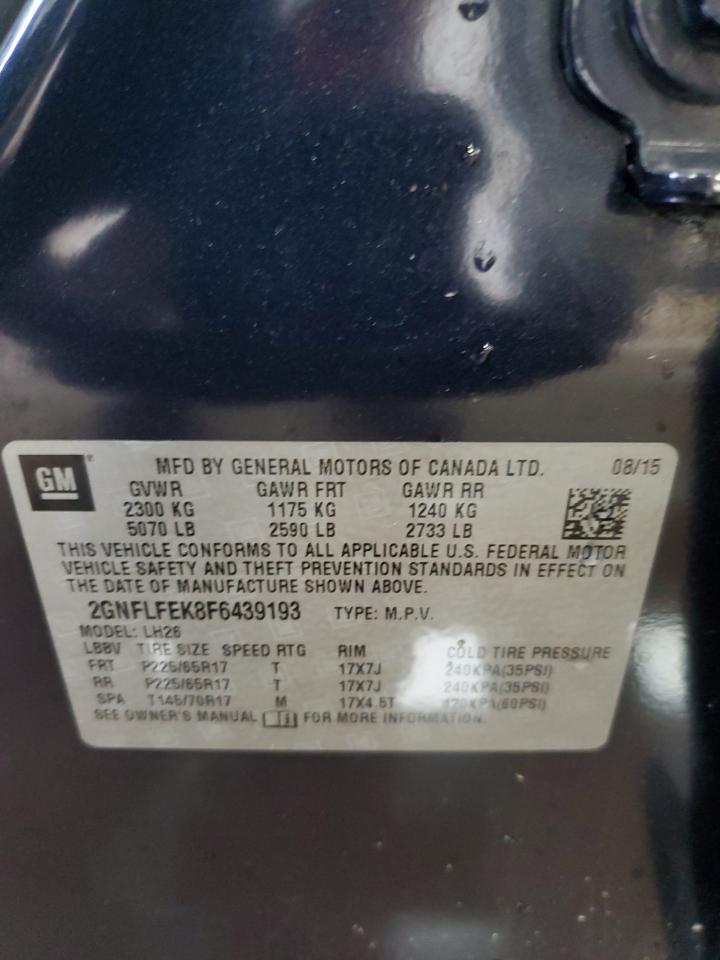 GM® MFD BY GENERAL MOTORS OF CANADA LTD. 08/15
GVWR GAWR FRT GAWR RR
2300 KG 1175 KG 1240 KG
5070 LB 2590 LB 2733 LB
THIS VEHICLE CONFORMS TO ALL APPLICABLE U.S. FEDERAL MOTOR
VEHICLE SAFETY AND THEFT PREVENTION STANDARDS IN EFFECT ON
THE DATE OF MANUFACTURE SHOWN ABOVE.
2GNFLFEK8F6439193 TYPE: M.P.V.
MODEL: LH26
LBBV TIRE SIZE SPEED RTG RIM COLD TIRE PRESSURE
FRT P225/65R17 T 17X7J 240KPA(35PSI)
RR P225/65R17 T 17X7J 240KPA(35PSI)
SPA T145/70R17 M 17X4.5T 420KPA(60PSI)
SEE OWNER'S MANUAL FOR MORE INFORMATION.